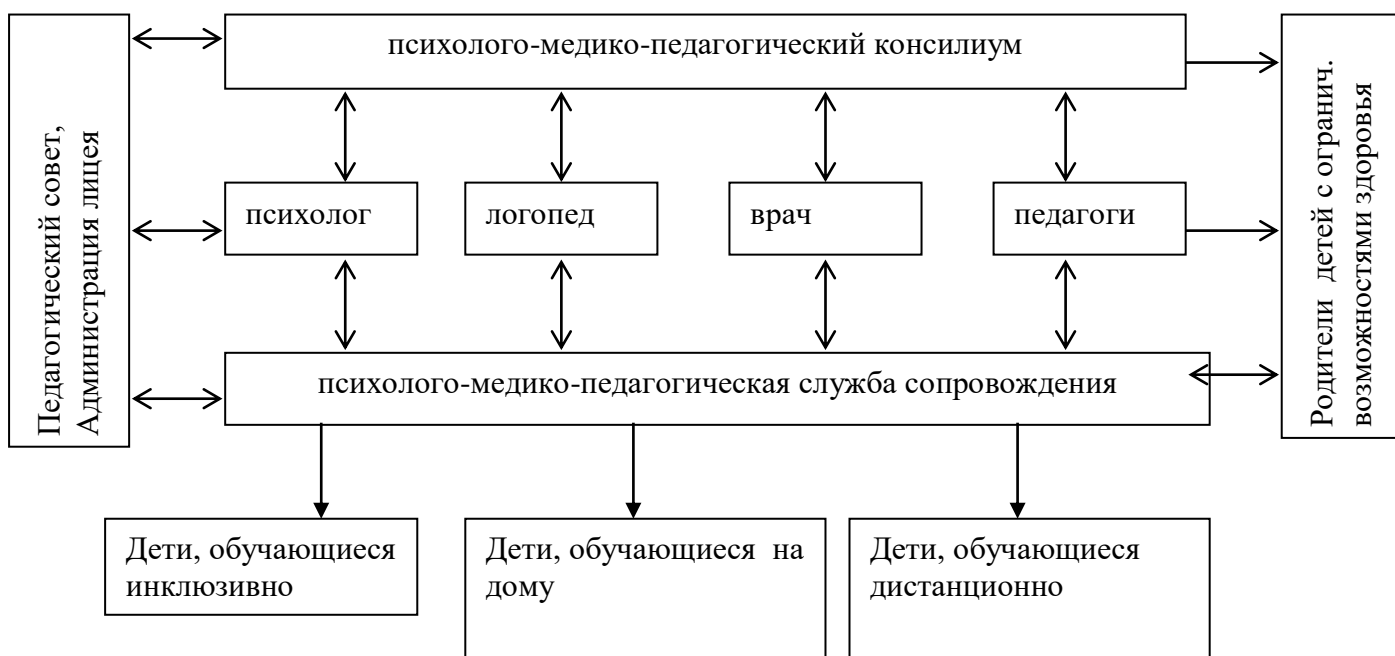 психолого-медико-педагогический консилиум
Педагогический совет,
Администрация лицея
Родители детей с огранич.
возможностями здоровья
психолог
логопед
врач
педагоги
психолого-медико-педагогическая служба сопровождения
Дети, обучающиеся
инклюзивно
Дети, обучающиеся на
дому
Дети, обучающиеся
дистанционно